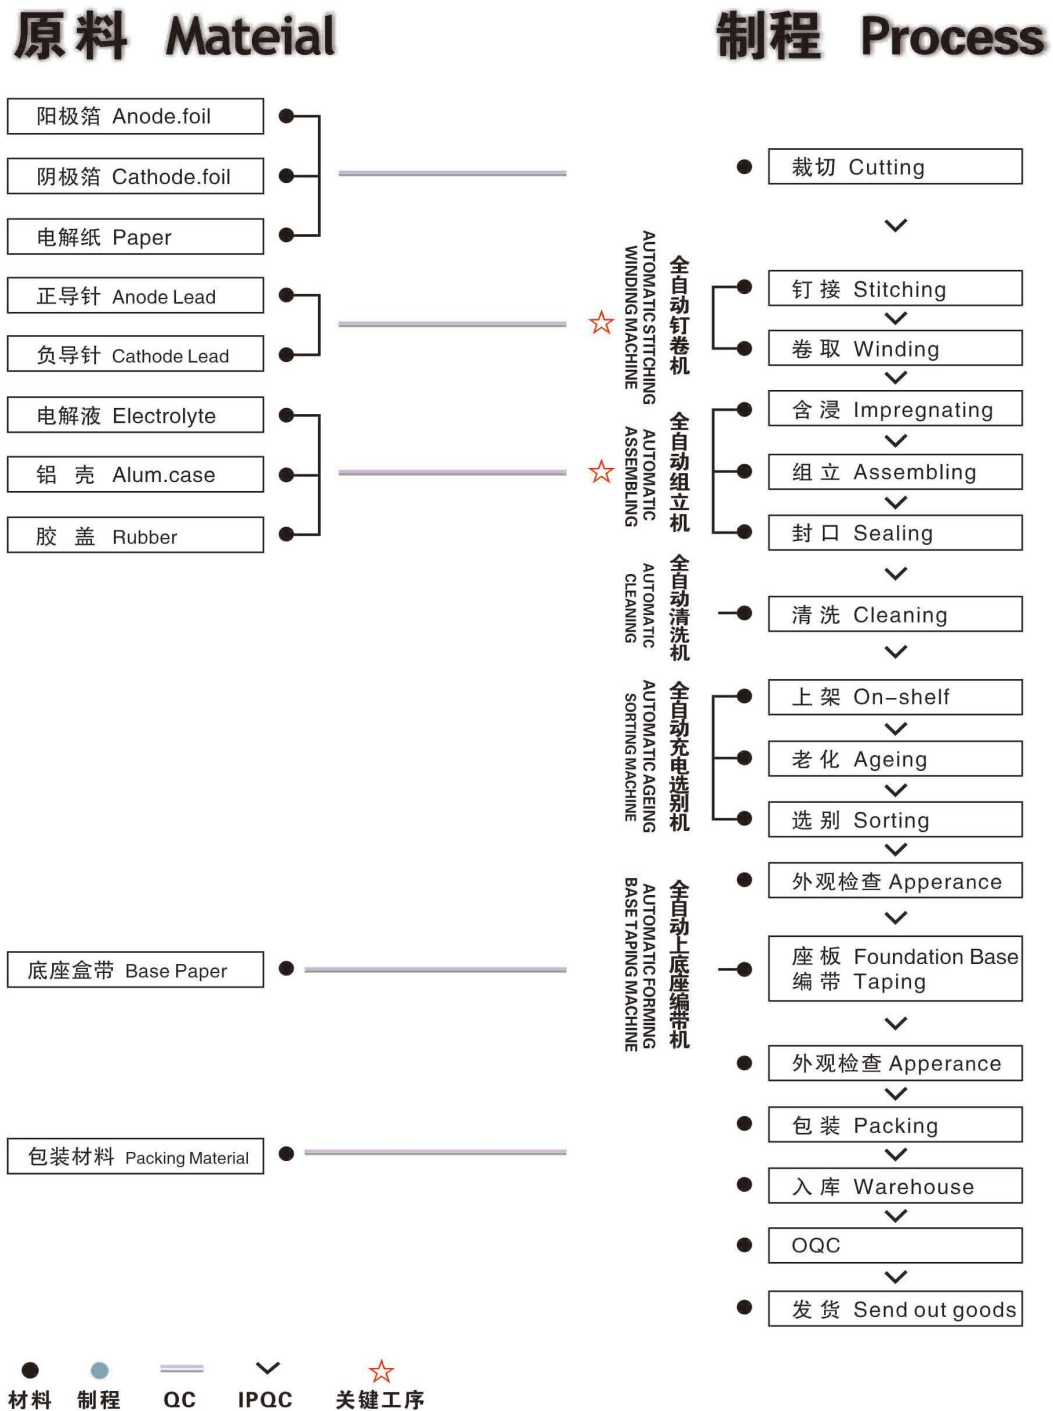 原料 Mateial
制程 Process
阳极箔 Anode.foil
阴极箔 Cathode.foil
电解纸 Paper
正导针 Anode Lead
负导针 Cathode Lead
电解液 Electrolyte
铝 壳 Alum.case
胶 盖 Rubber
底座盒带 Base Paper
包装材料 Packing Material
全自动钉卷机
AUTOMATIC STITCHING
WINDING MACHINE
全自动组立机
AUTOMATIC
ASSEMBLING
全自动清洗机
AUTOMATIC
CLEANING
全自动充电选别机
AUTOMATIC AGEING
SORTING MACHINE
全自动上底座编带机
AUTOMATIC FORMING
BASE TAPING MACHINE
裁切 Cutting
钉 接 Stitching
卷 取 Winding
含 浸 Impregnating
组 立 Assembling
封 口 Sealing
清 洗 Cleaning
上 架 On-shelf
老 化 Ageing
选 别 Sorting
外观检查 Apperance
座 板 Foundation Base
编 带 Taping
外观检查 Apperance
包 装 Packing
入 库 Warehouse
OQC
发 货 Send out goods
材料 制程 QC IPQC 关键工序